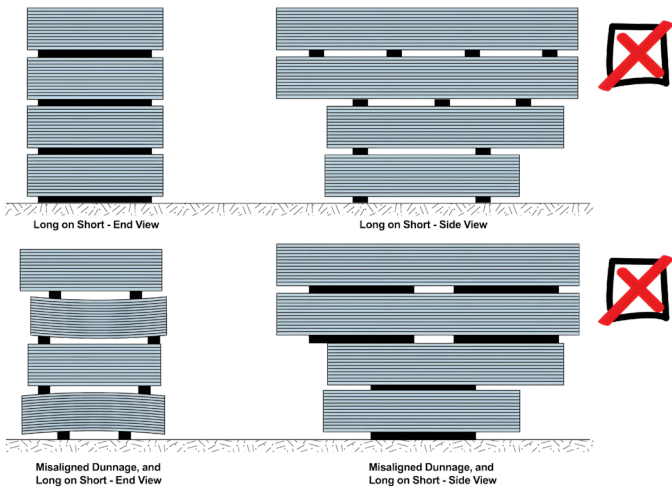 Long on Short - End View
Long on Short - Side View
Misaligned Dunnage, and
Long on Short - End View
Misaligned Dunnage, and
Long on Short - Side View